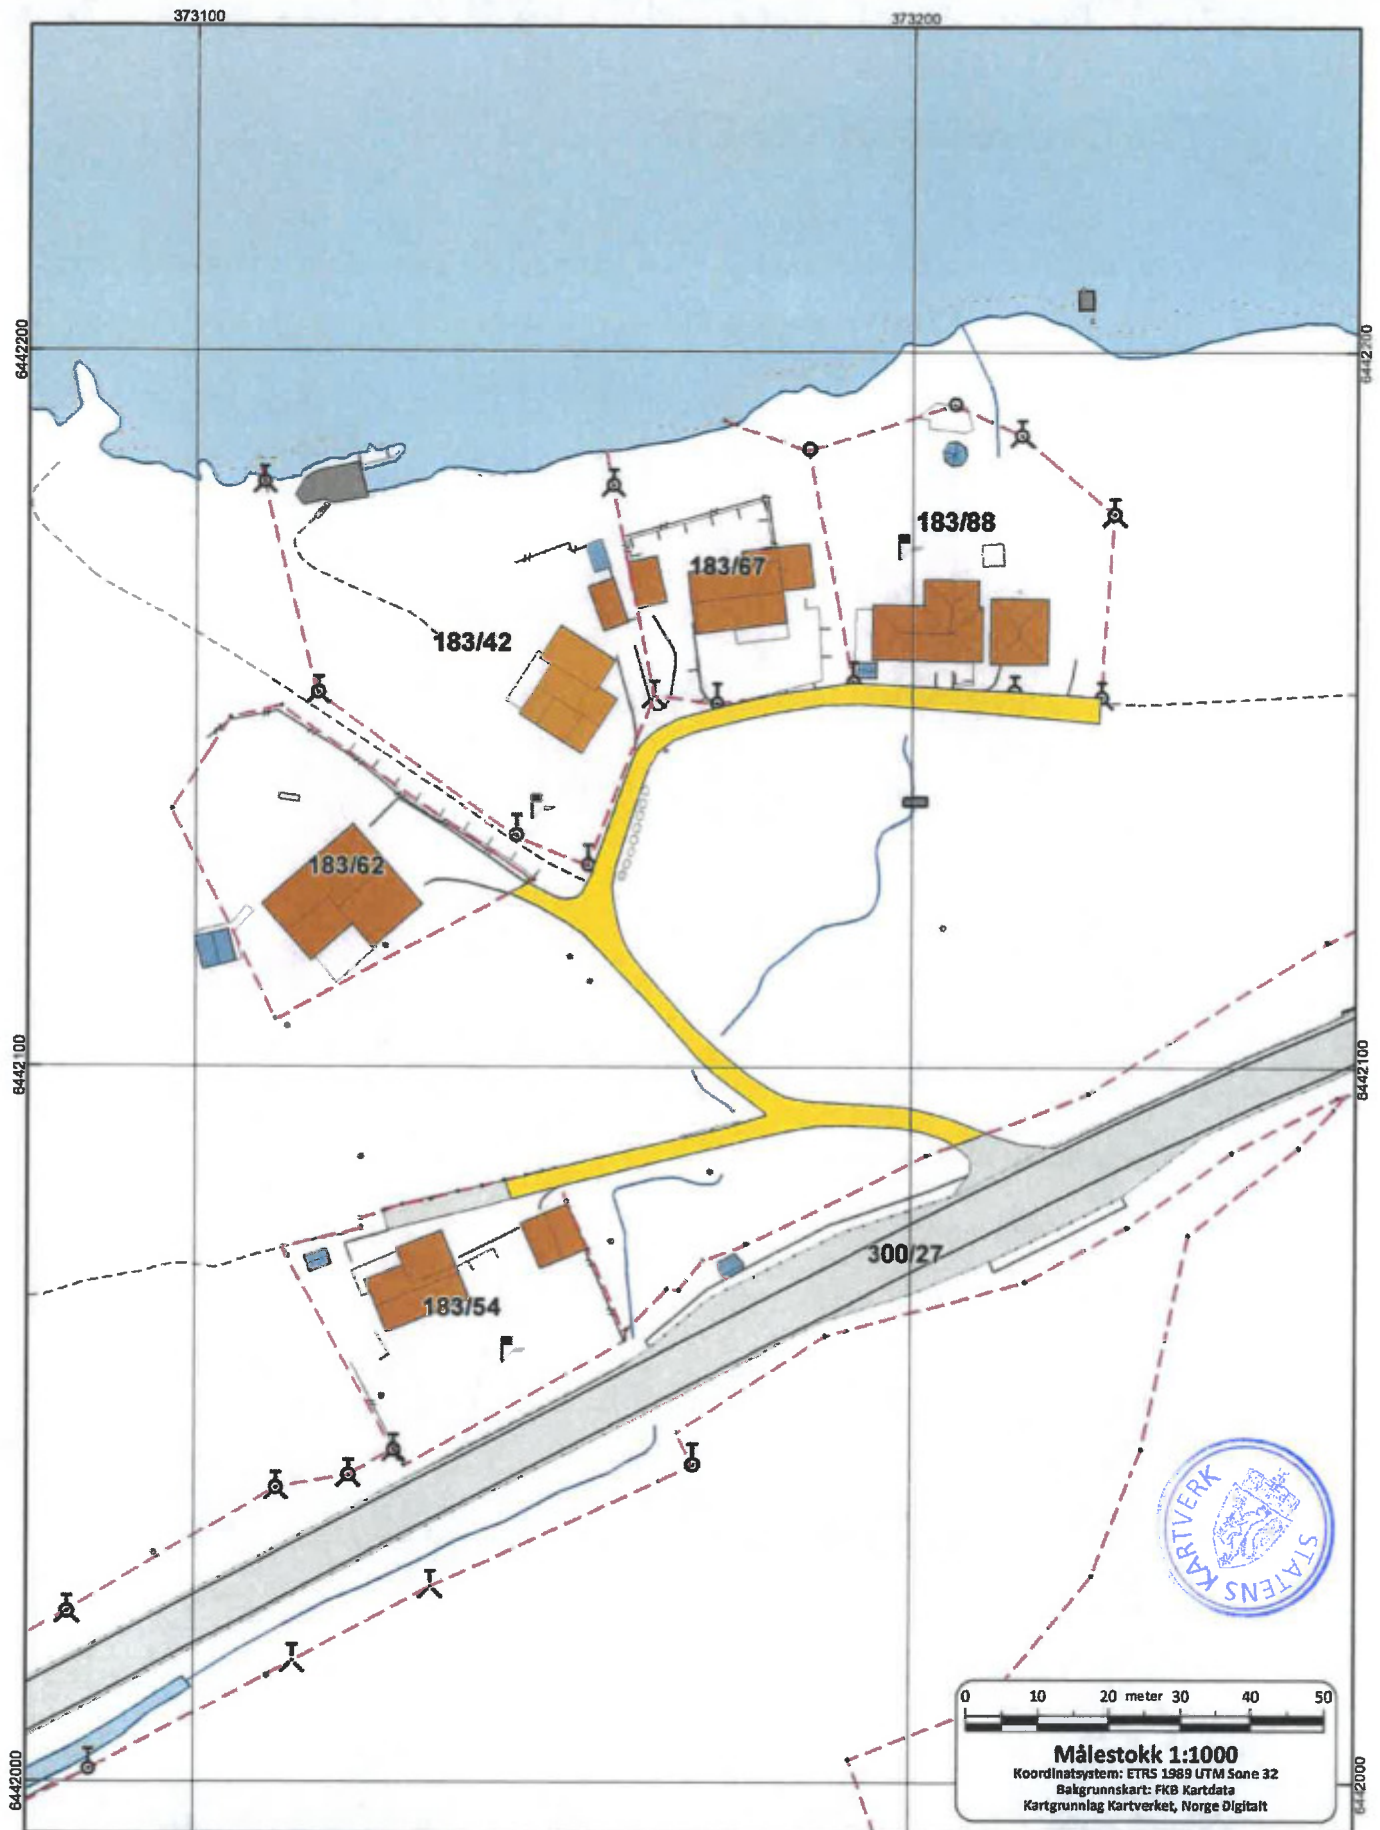 373100
373200
6442200
6442200
183/88
183/67
183/42
183/62
6442100
6442100
300/27
183/54
STATENS KARTVERK
0 10 20 meter 30 40 50
Målestokk 1:1000
Koordinatsystem: ETRS 1989 UTM Sone 32
Bakgrunnskart: FKB Kartdata
Kartgrunnlag Kartverket, Norge Digitalt
6442000
6442000